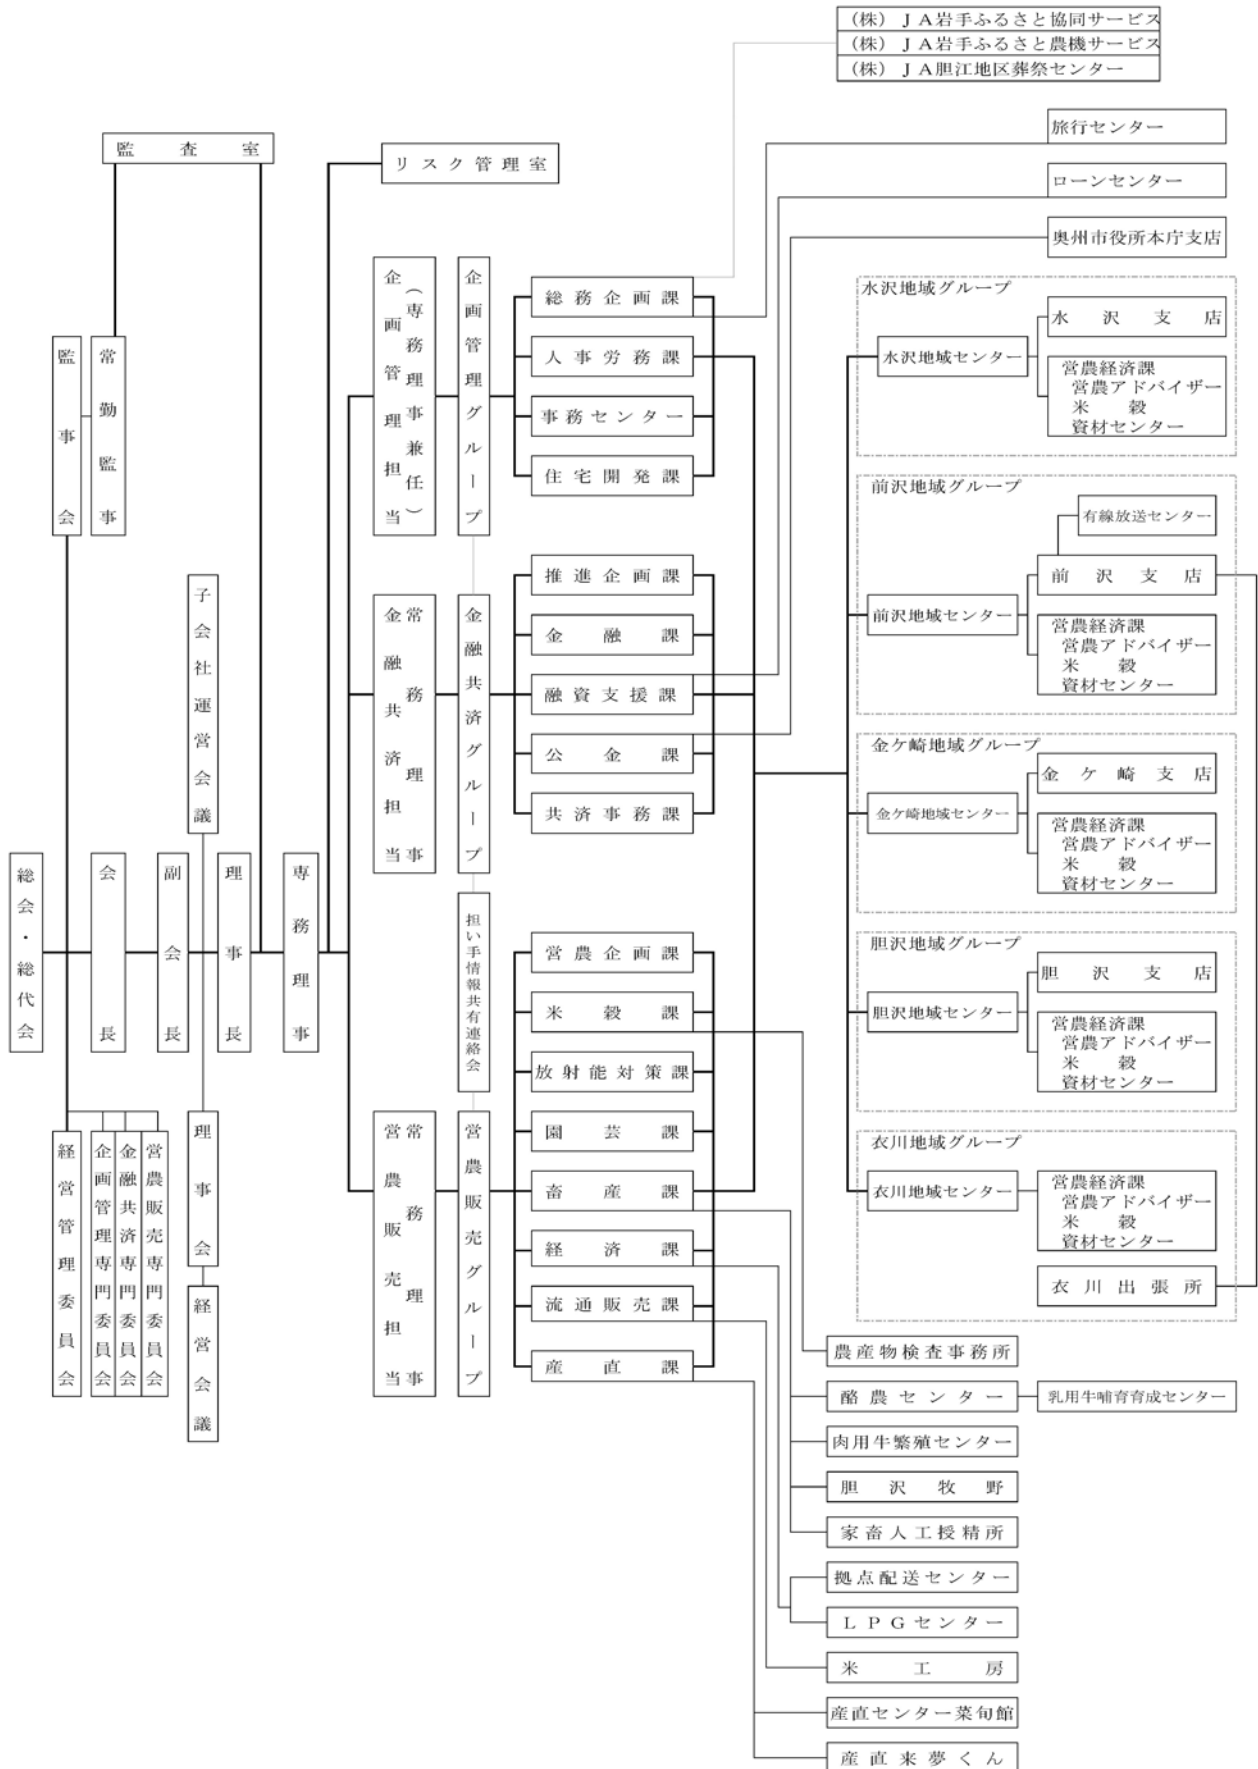 (株) ＪＡ岩手ふるさと協同サービス
(株) ＪＡ岩手ふるさと農機サービス
(株) ＪＡ胆江地区葬祭センター
旅行センター
ローンセンター
奥州市役所本庁支店
監査室
リスク管理室
監事会
常勤監事
子会社運営会議
総会・総代会
会長
副会長
理事長
専務理事
経営管理委員会
企画管理専門委員会
金融共済専門委員会
営農販売専門委員会
理事会
経営会議
企画管理担当
（専務理事兼任）
企画管理グループ
総務企画課
人事労務課
事務センター
住宅開発課
金融共済担当
常務理事
金融共済グループ
推進企画課
金融課
融資支援課
公金課
共済事務課
担い手情報共有連絡会
営農販売担当
常務理事
営農販売グループ
営農企画課
米穀課
放射能対策課
園芸課
畜産課
経済課
流通販売課
産直課
水沢地域グループ
水沢地域センター
水沢支店
営農経済課
営農アドバイザー
米穀
資材センター
前沢地域グループ
有線放送センター
前沢支店
前沢地域センター
営農経済課
営農アドバイザー
米穀
資材センター
金ケ崎地域グループ
金ケ崎支店
金ケ崎地域センター
営農経済課
営農アドバイザー
米穀
資材センター
胆沢地域グループ
胆沢支店
胆沢地域センター
営農経済課
営農アドバイザー
米穀
資材センター
衣川地域グループ
衣川地域センター
営農経済課
営農アドバイザー
米穀
資材センター
衣川出張所
農産物検査事務所
酪農センター
乳用牛哺育育成センター
肉用牛繁殖センター
胆沢牧野
家畜人工授精所
拠点配送センター
ＬＰＧセンター
米工房
産直センター菜旬館
産直来夢くん